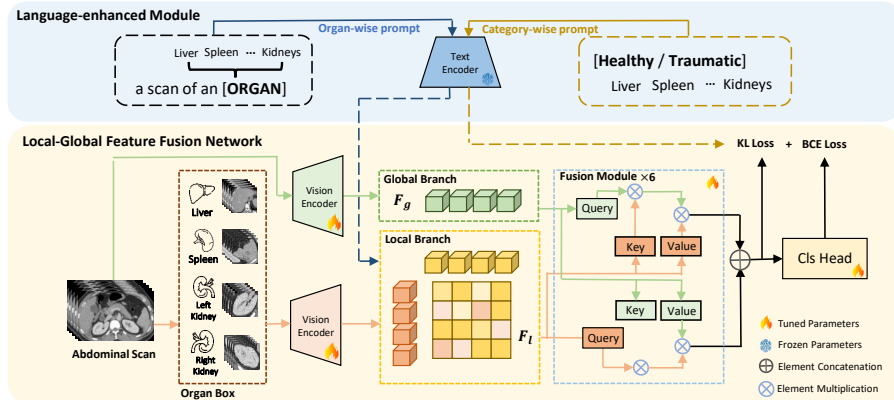 Language-enhanced Module
Organ-wise prompt
Category-wise prompt
Liver Spleen ··· Kidneys
a scan of an [ORGAN]
Text
Encoder
[Healthy / Traumatic]
Liver Spleen ··· Kidneys
Local-Global Feature Fusion Network
KL Loss + BCE Loss
Liver
Spleen
Left
Kidney
Right
Kidney
Organ Box
Abdominal Scan
Vision
Encoder
Vision
Encoder
Global Branch
F_g
Local Branch
F_l
Fusion Module ×6
Query
Key
Value
Key
Value
Query
Cls Head
Tuned Parameters
Frozen Parameters
Element Concatenation
Element Multiplication